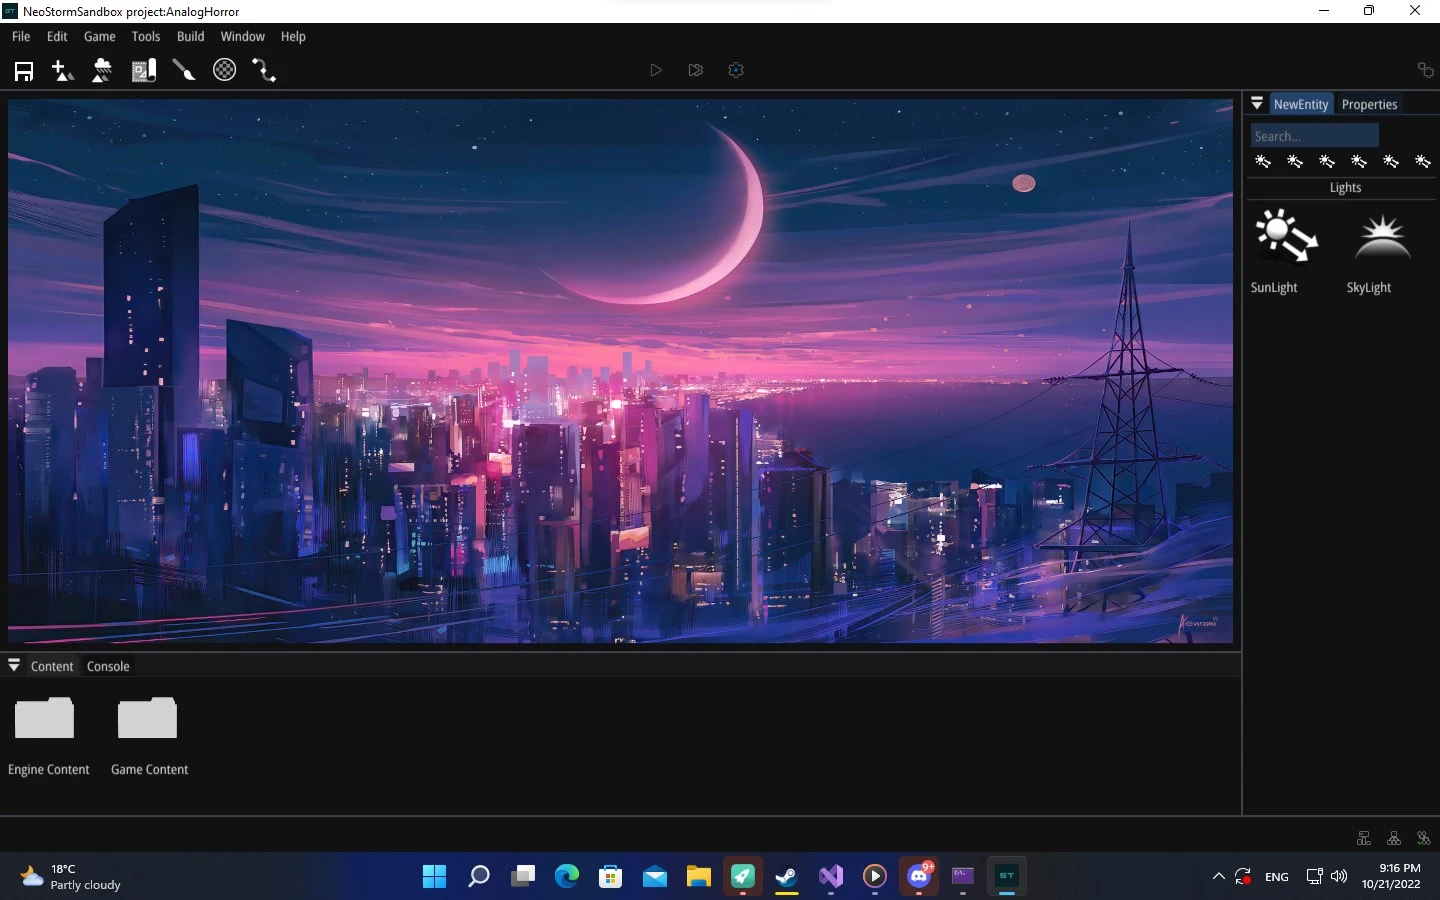 NeoStormSandbox project:AnalogHorror
File Edit Game Tools Build Window Help
NewEntity Properties
Search...
Lights
SunLight SkyLight
Content Console
Engine Content Game Content
18°C
Partly cloudy
9+
ST
ENG
9:16 PM
10/21/2022